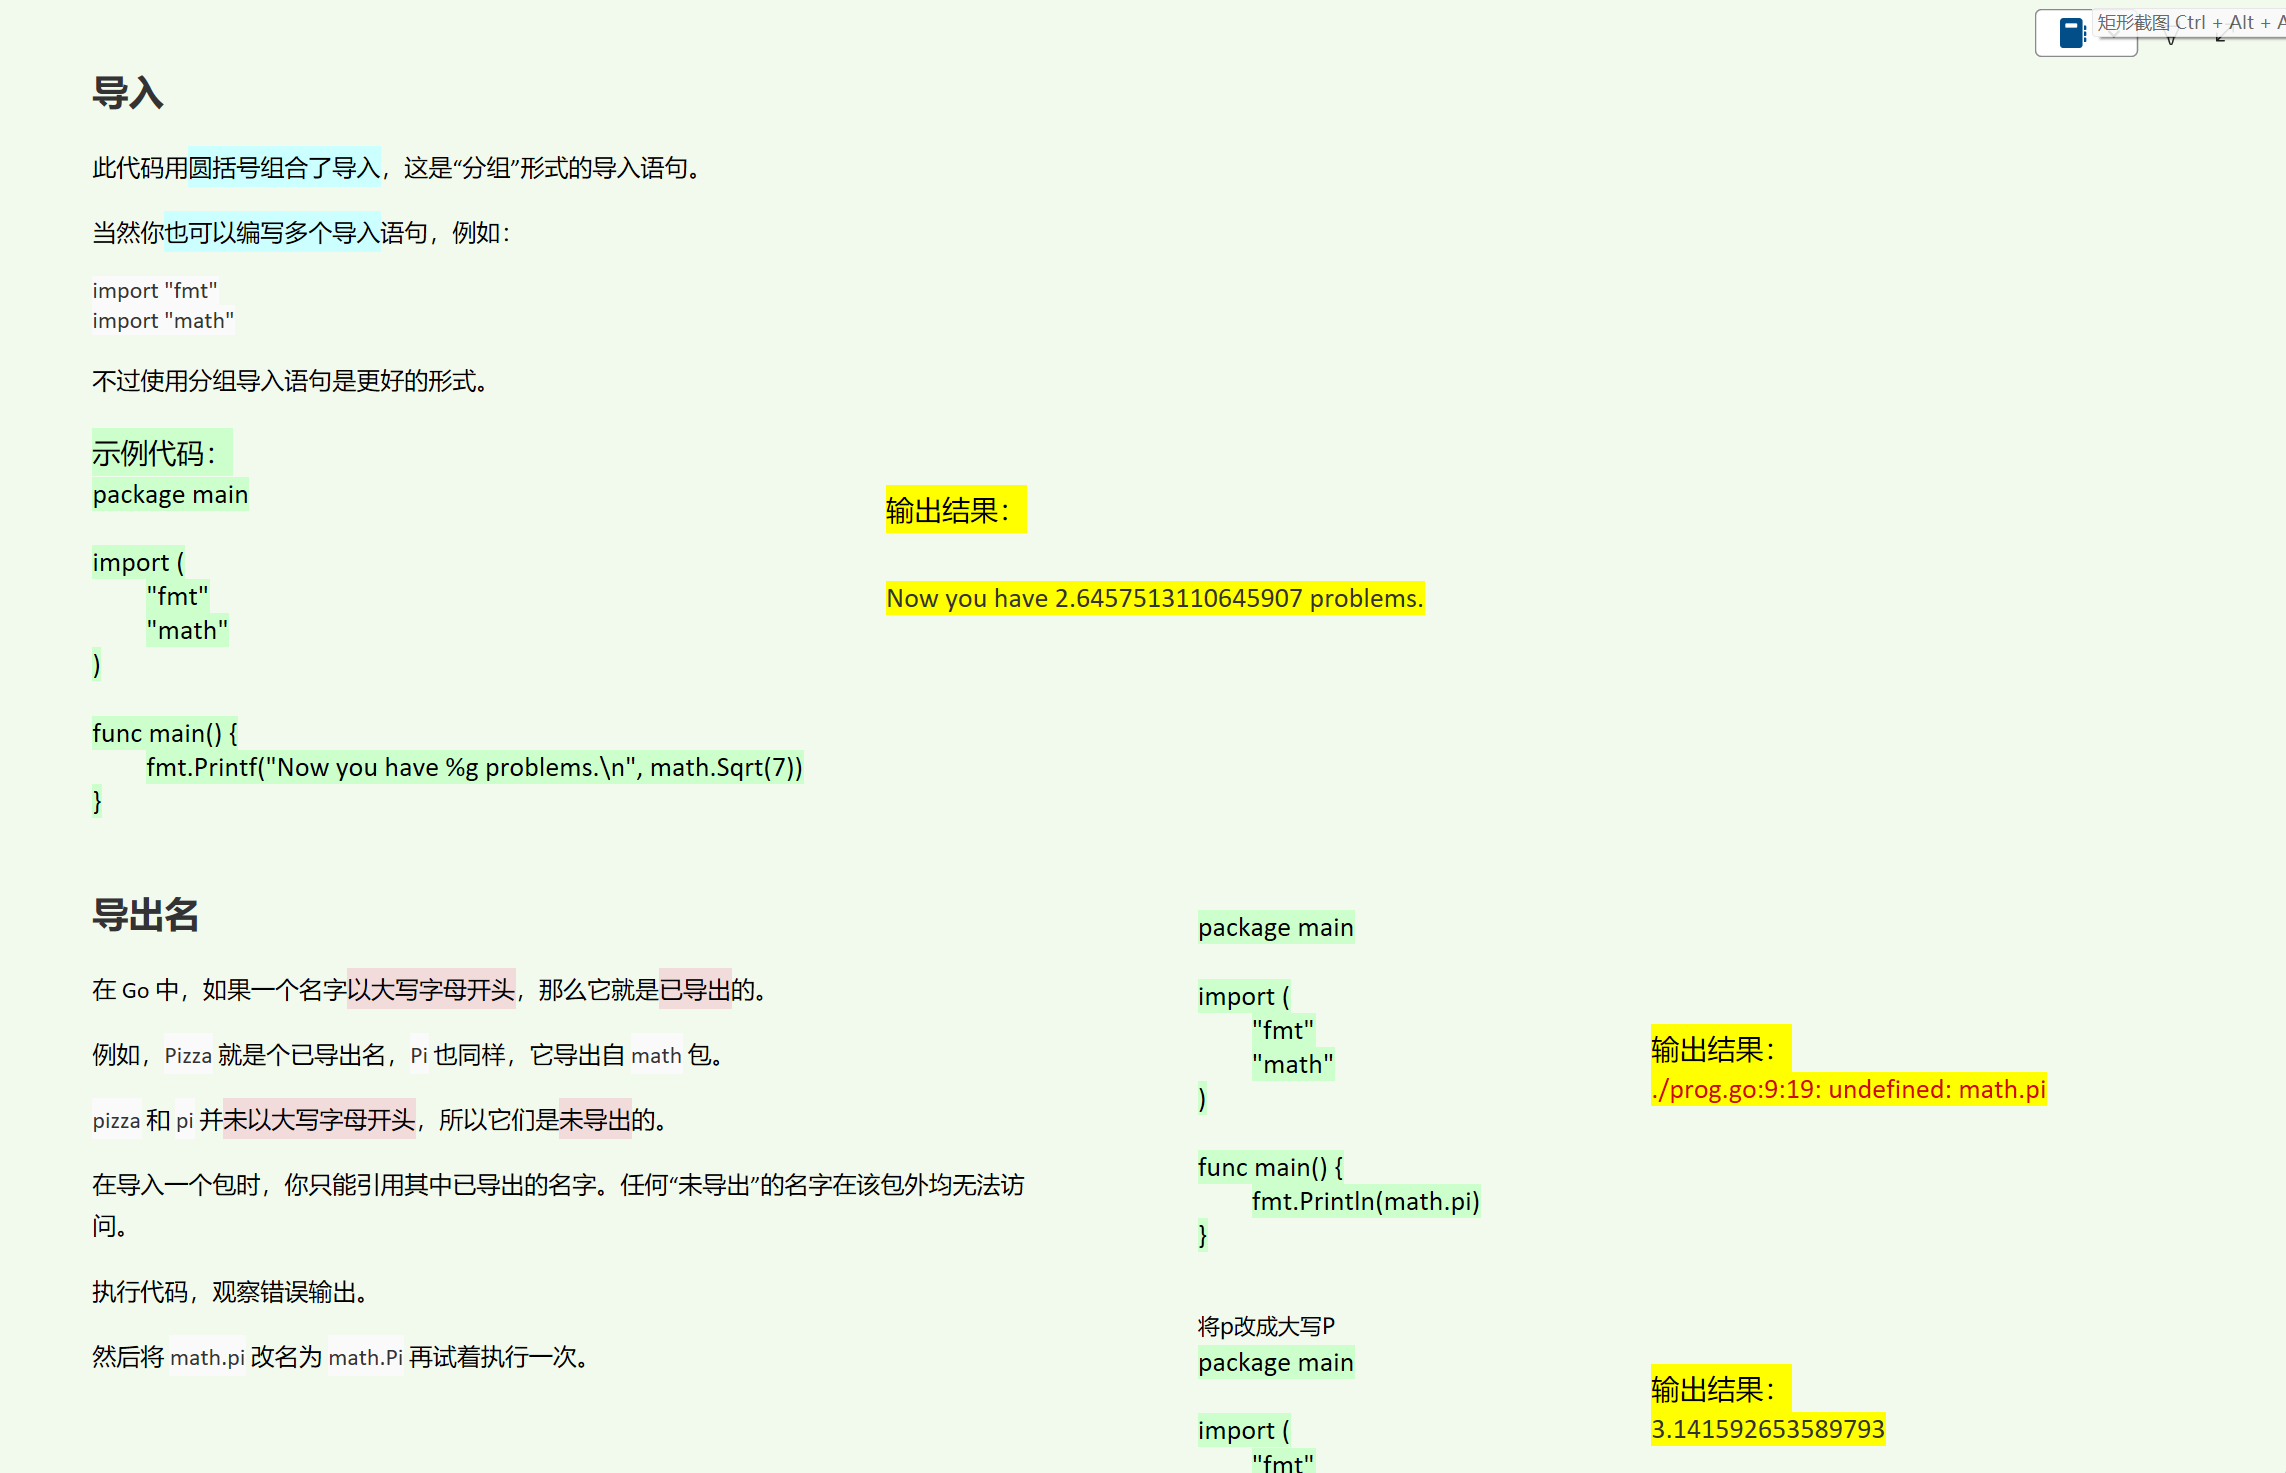 矩形截图 Ctrl + Alt + A
导入
此代码用圆括号组合了导入，这是“分组”形式的导入语句。
当然你也可以编写多个导入语句，例如：
import "fmt"
import "math"
不过使用分组导入语句是更好的形式。
示例代码：
package main
import (
"fmt"
"math"
)
func main() {
fmt.Printf("Now you have %g problems.\n", math.Sqrt(7))
}
输出结果：
Now you have 2.6457513110645907 problems.
导出名
在 Go 中，如果一个名字以大写字母开头，那么它就是已导出的。
例如，Pizza 就是个已导出名，Pi 也同样，它导出自 math 包。
pizza 和 pi 并未以大写字母开头，所以它们是未导出的。
在导入一个包时，你只能引用其中已导出的名字。任何“未导出”的名字在该包外均无法访
问。
执行代码，观察错误输出。
然后将 math.pi 改名为 math.Pi 再试着执行一次。
package main
import (
"fmt"
"math"
)
func main() {
fmt.Println(math.pi)
}
输出结果：
./prog.go:9:19: undefined: math.pi
将p改成大写P
package main
import (
"fmt"
输出结果：
3.141592653589793